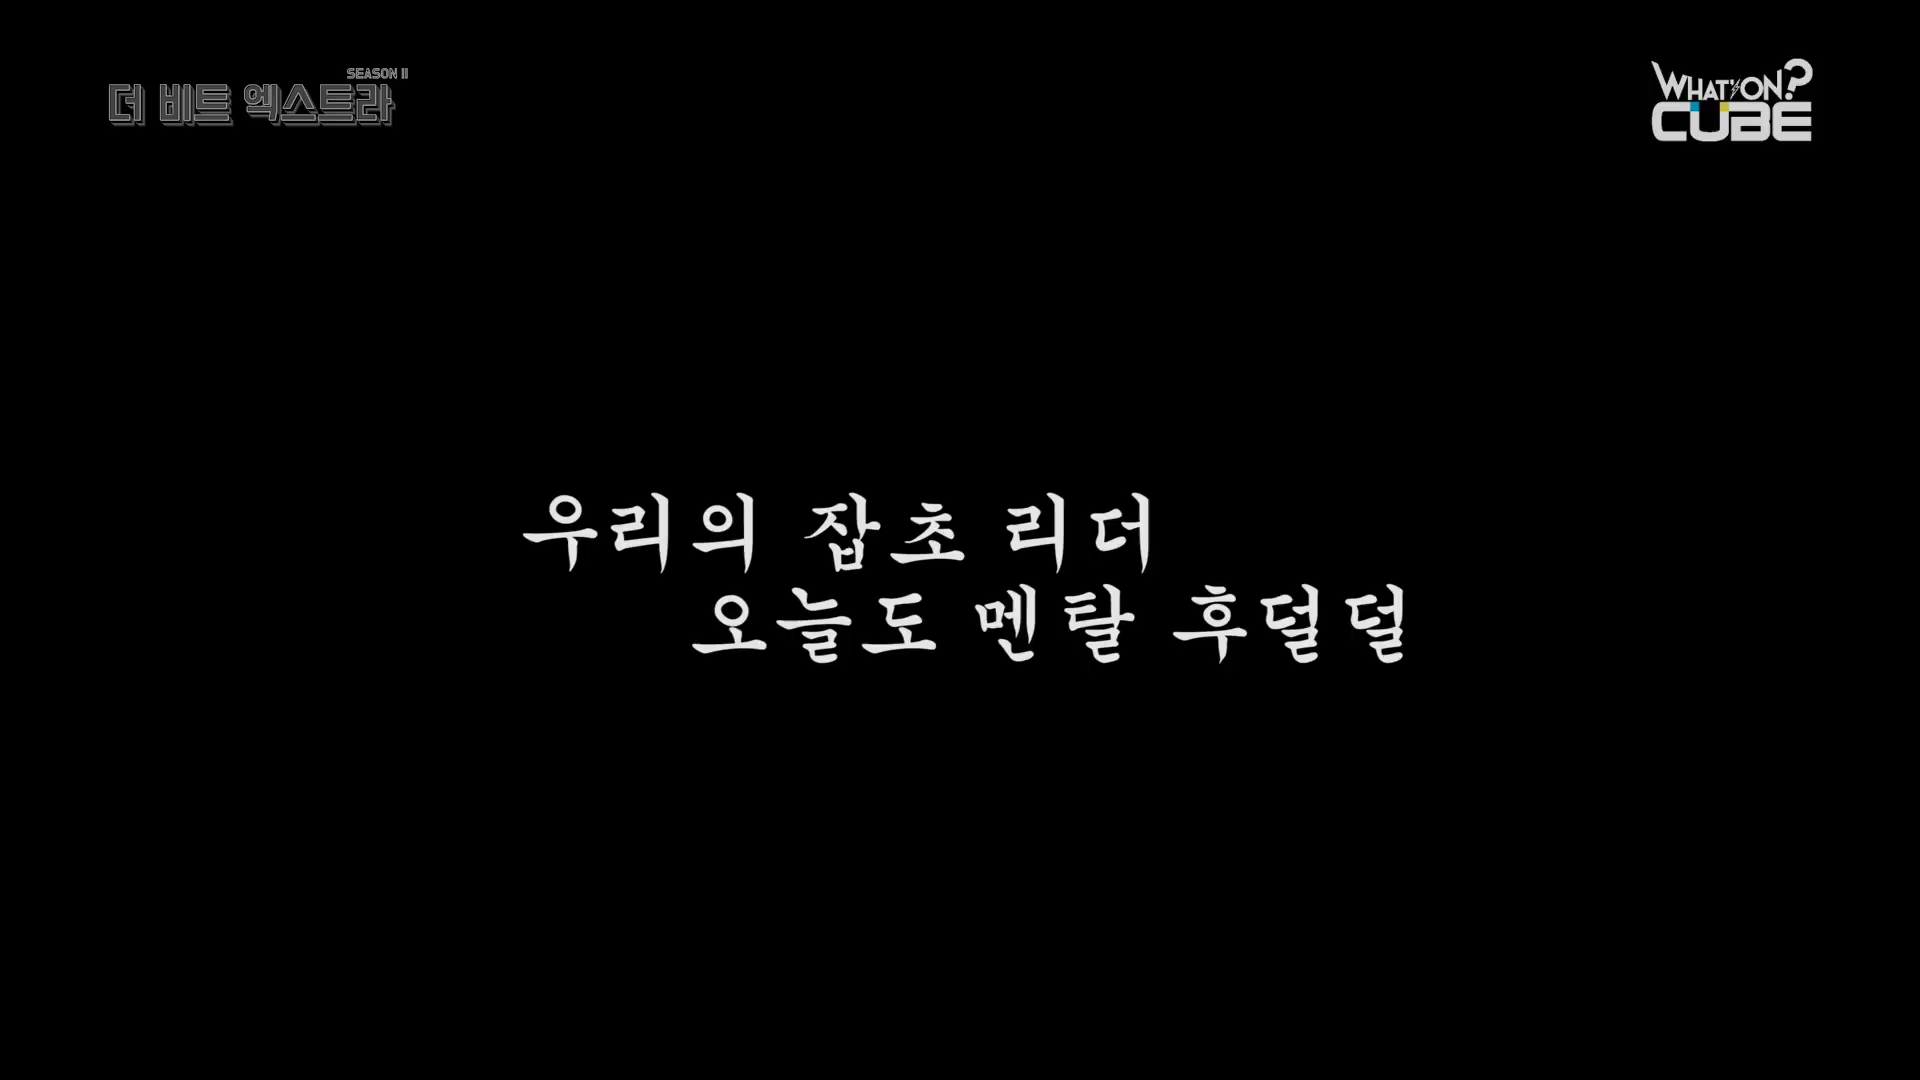 SEASON II
더 비트 엑스트라
WHAT'S ON?
CUBE
우리의 잡초 리더
오늘도 멘탈 후덜덜